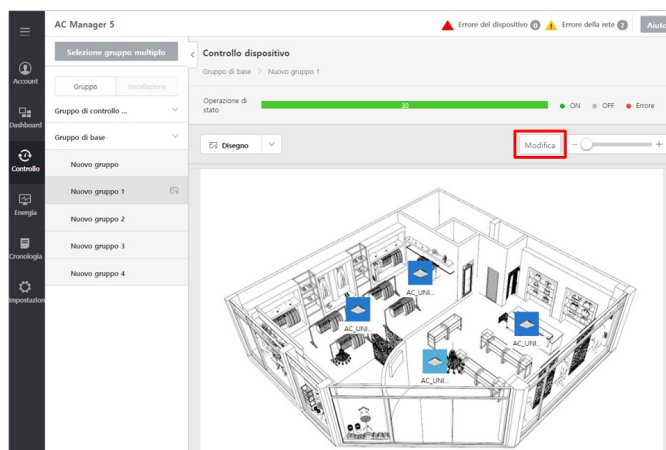 AC Manager 5
Errore del dispositivo 0
Errore della rete 7
Aiuto
Account
Dashboard
Controllo
Energia
Cronologia
Impostazion
Selezione gruppo multiplo
Gruppo
Installazione
Gruppo di controllo ...
Gruppo di base
Nuovo gruppo
Nuovo gruppo 1
Nuovo gruppo 2
Nuovo gruppo 3
Nuovo gruppo 4
Controllo dispositivo
Gruppo di base > Nuovo gruppo 1
Operazione di
stato
30
ON
OFF
Errore
Disegno
Modifica
AC_UNI...
AC_UNI...
AC_UNI...
AC_UNI...